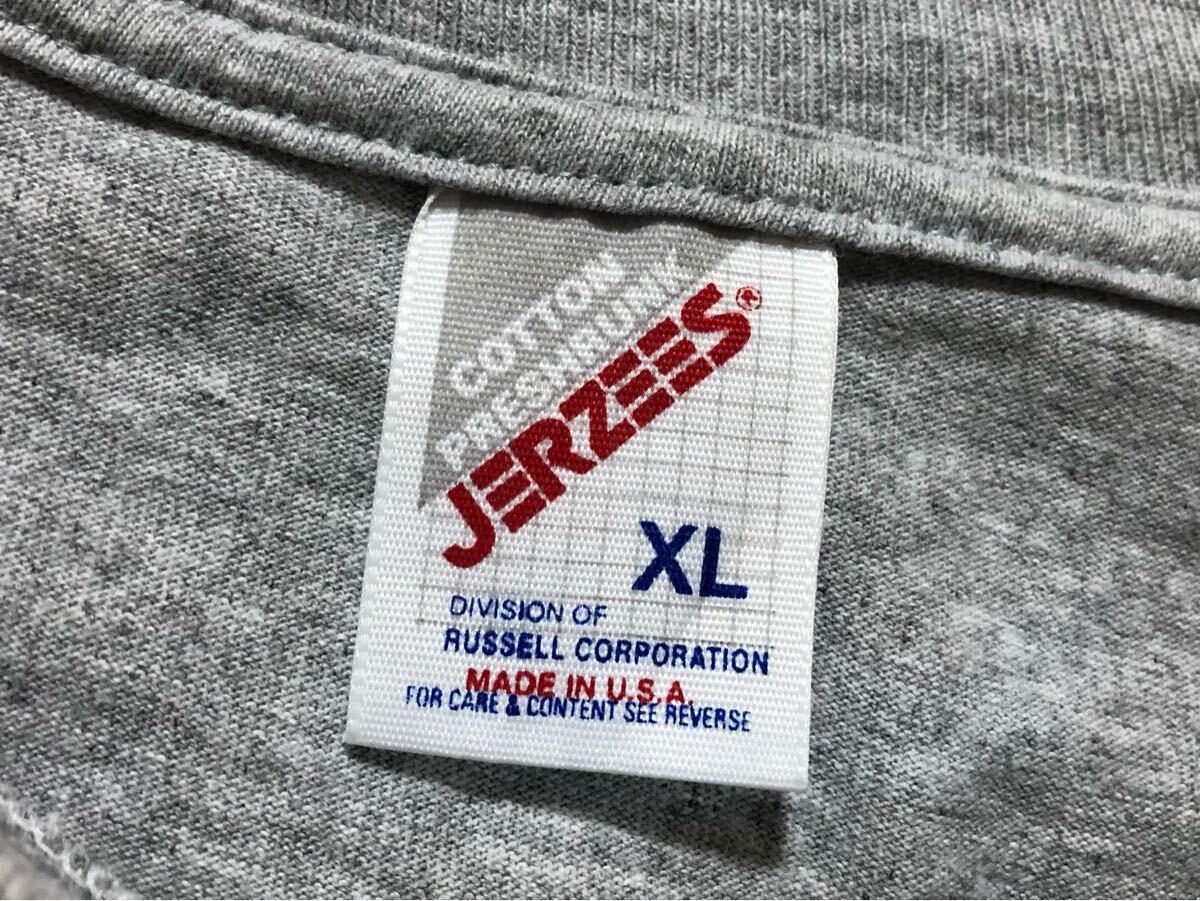 COTTON
PRESHRUNK
JERZEES®
XL
DIVISION OF
RUSSELL CORPORATION
MADE IN U.S.A.
FOR CARE & CONTENT SEE REVERSE